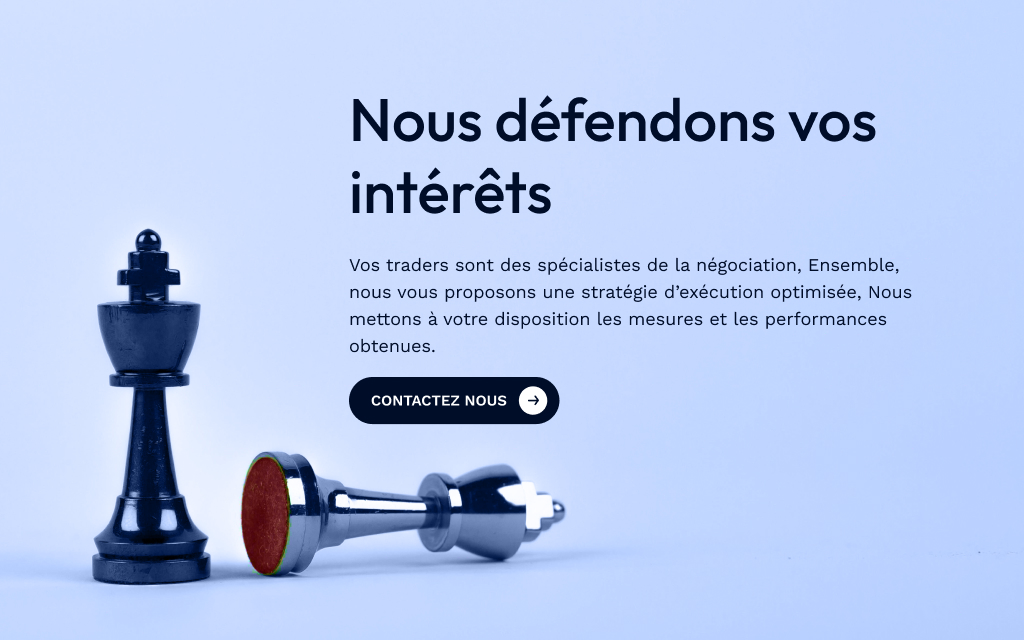 Nous défendons vos
intérêts
Vos traders sont des spécialistes de la négociation, Ensemble,
nous vous proposons une stratégie d’exécution optimisée, Nous
mettons à votre disposition les mesures et les performances
obtenues.
CONTACTEZ NOUS